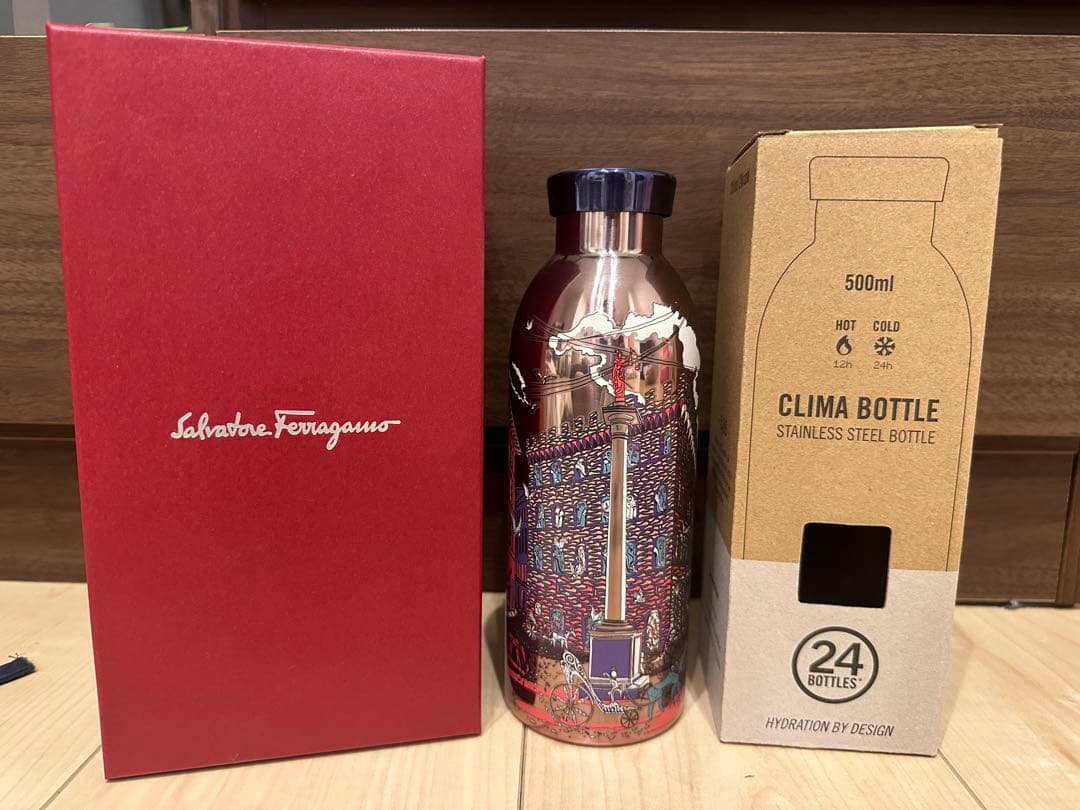 Salvatore Ferragamo
500ml
HOT COLD
12h 24h
CLIMA BOTTLE
STAINLESS STEEL BOTTLE
24
BOTTLES®
HYDRATION BY DESIGN